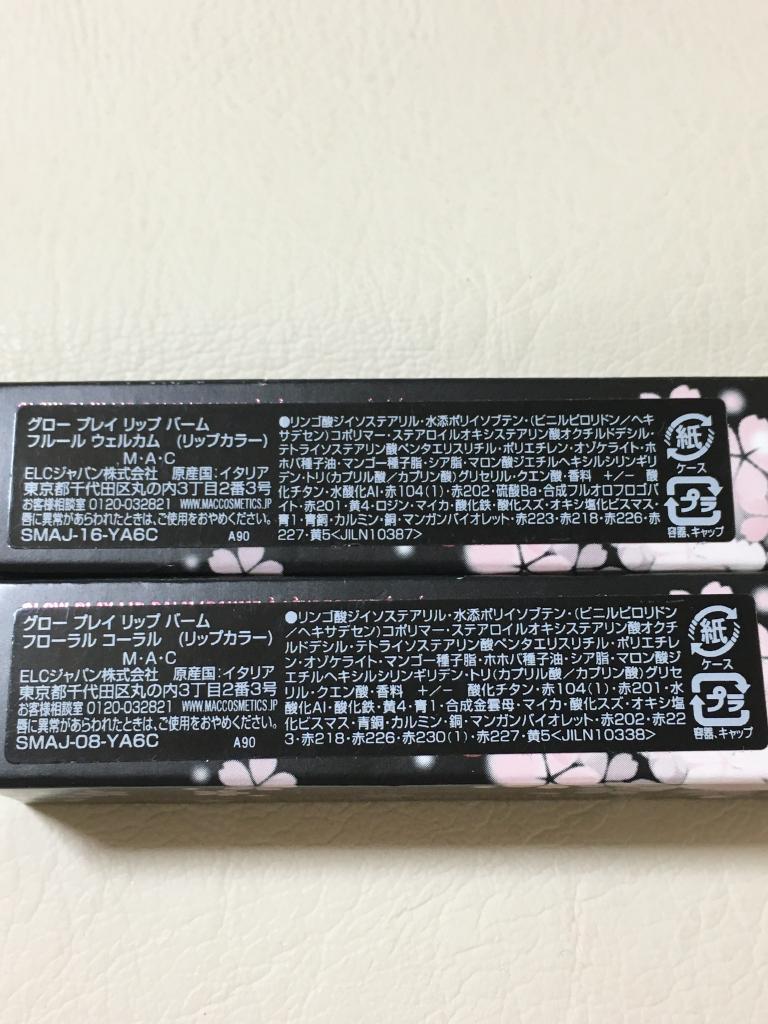 グロー プレイ リップ バーム
フルール ウェルカム (リップカラー)
M・A・C
ELCジャパン株式会社 原産国:イタリア
東京都千代田区丸の内3丁目2番3号
お客様相談室 0120-032821 WWW.MACCOSMETICS.JP
唇に異常があらわれたときは、ご使用をおやめください。
SMAJ-16-YA6C A90
●リンゴ酸ジイソステアリル・水添ポリイソブテン・(ビニルピロリドン/ヘキ
サデセン)コポリマー・ステアロイルオキシステアリン酸オクチルドデシル・
テトライソステアリン酸ペンタエリスリチル・ポリエチレン・オゾケライト・ホ
ホバ種子油・マンゴー種子脂・シア脂・マロン酸ジエチルヘキシルシリンギリ
デン・トリ(カプリル酸/カプリン酸)グリセリル・クエン酸・香料 +/- 酸
化チタン・水酸化Al・赤104(1)・赤202・硫酸Ba・合成フルオロフロゴパ
イト・赤201・黄4・ロジン・マイカ・酸化鉄・酸化スズ・オキシ塩化ビスマス・
青1・青銅・カルミン・銅・マンガンバイオレット・赤223・赤218・赤226・赤
227・黄5<JILN10387>
紙
ケース
プラ
容器、キャップ
グロー プレイ リップ バーム
フローラル コーラル (リップカラー)
M・A・C
ELCジャパン株式会社 原産国:イタリア
東京都千代田区丸の内3丁目2番3号
お客様相談室 0120-032821 WWW.MACCOSMETICS.JP
唇に異常があらわれたときは、ご使用をおやめください。
SMAJ-08-YA6C A90
●リンゴ酸ジイソステアリル・水添ポリイソブテン・(ビニルピロリドン
/ヘキサデセン)コポリマー・ステアロイルオキシステアリン酸オクチ
ルドデシル・テトライソステアリン酸ペンタエリスリチル・ポリエチレ
ン・オゾケライト・マンゴー種子脂・ホホバ種子油・シア脂・マロン酸ジ
エチルヘキシルシリンギリデン・トリ(カプリル酸/カプリン酸)グリセ
リル・クエン酸・香料 +/- 酸化チタン・赤104(1)・赤201・水
酸化Al・酸化鉄・黄4・青1・合成金雲母・マイカ・酸化スズ・オキシ塩
化ビスマス・青銅・カルミン・銅・マンガンバイオレット・赤202・赤22
3・赤218・赤226・赤230(1)・赤227・黄5<JILN10338>
紙
ケース
プラ
容器、キャップ